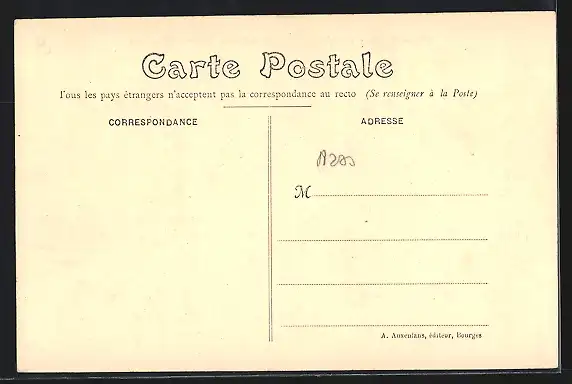 Carte Postale
Tous les pays étrangers n'acceptent pas la correspondance au recto (Se renseigner à la Poste)
CORRESPONDANCE
ADRESSE
M
A. Auxenfans, éditeur, Bourges